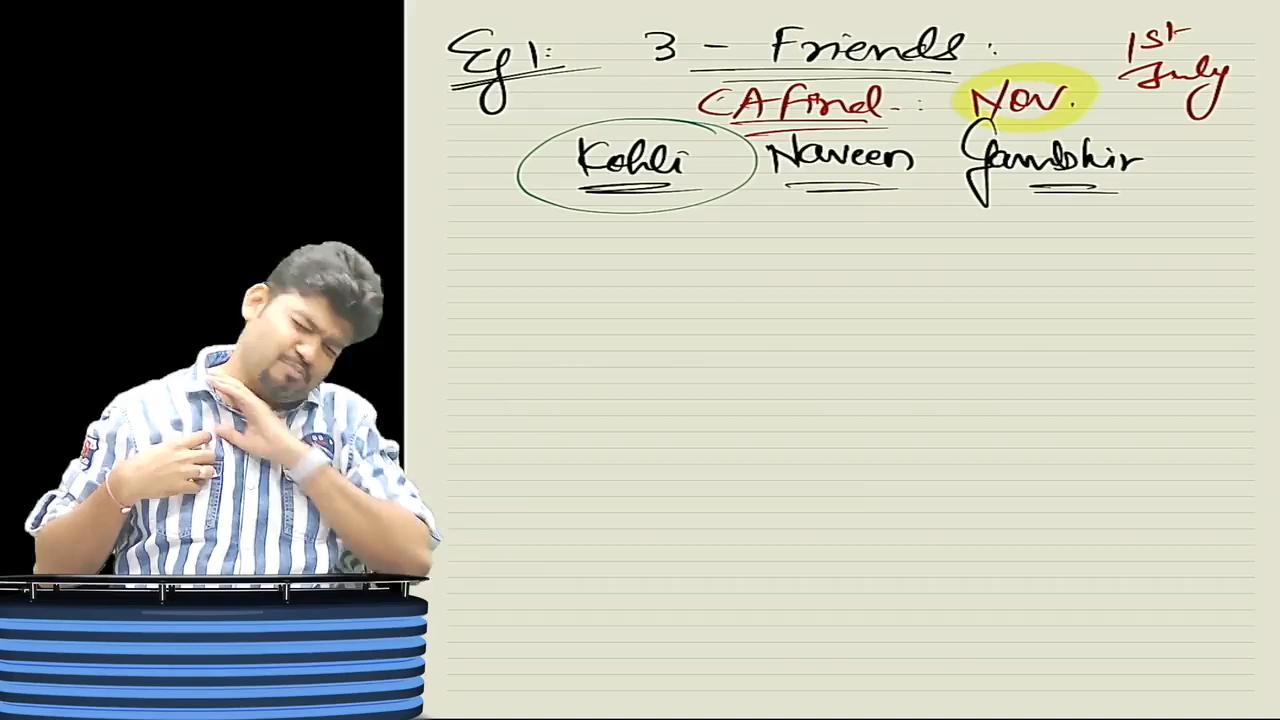 Eg 1: 3 - Friends :
1st July
CA final : Nov.
Kohli Naveen Gambhir